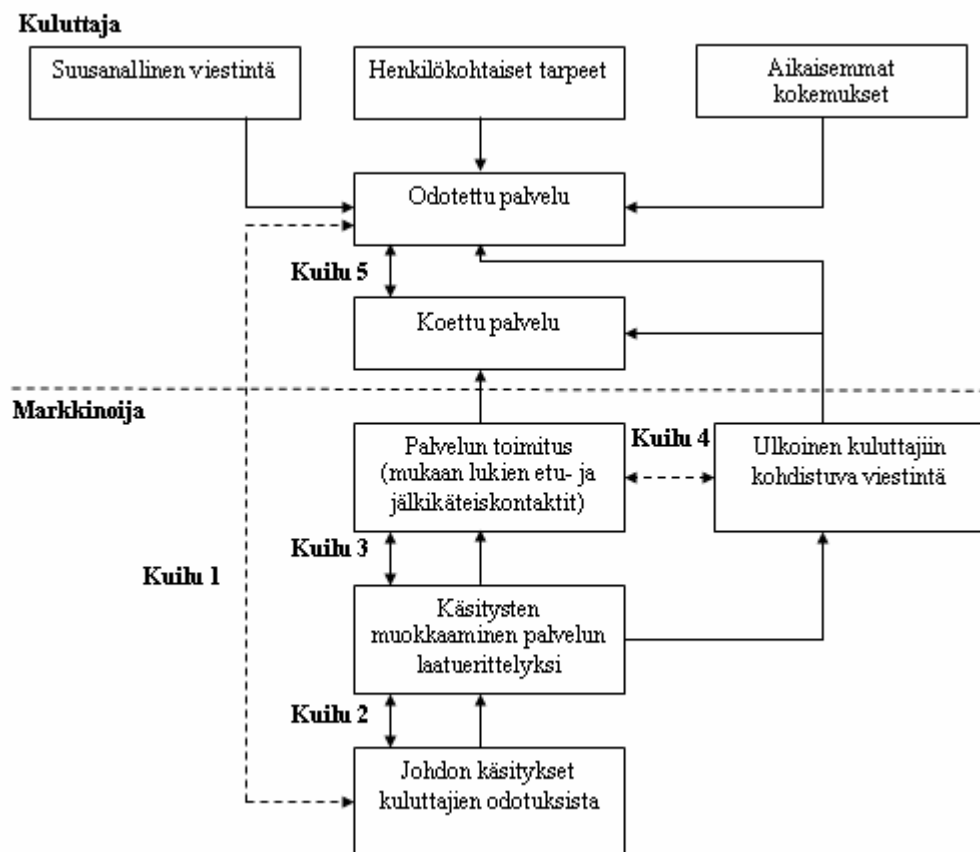 Kuluttaja
Suusanallinen viestintä
Henkilökohtaiset tarpeet
Aikaisemmat
kokemukset
Odotettu palvelu
Kuilu 5
Koettu palvelu
Markkinoija
Palvelun toimitus
(mukaan lukien etu- ja
jälkikäteiskontaktit)
Kuilu 4
Ulkoinen kuluttajiin
kohdistuva viestintä
Kuilu 3
Kuilu 1
Käsitysten
muokkaaminen palvelun
laatuerittelyksi
Kuilu 2
Johdon käsitykset
kuluttajien odotuksista